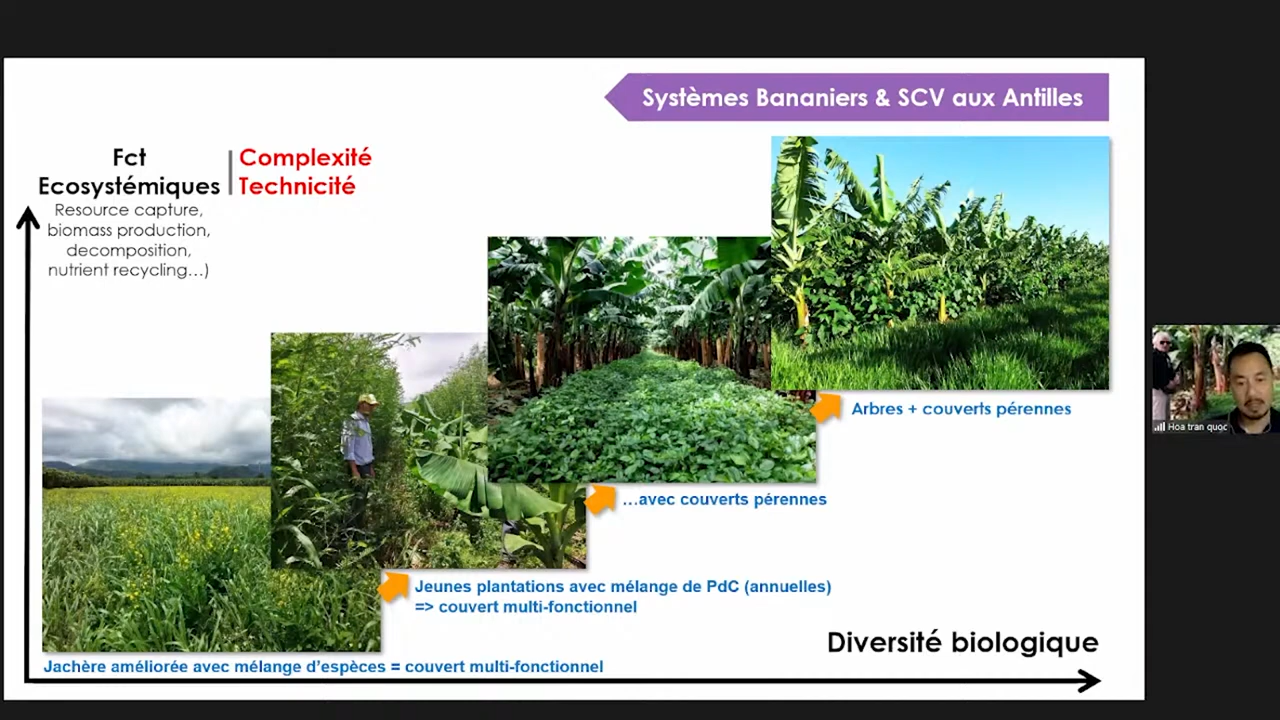 Systèmes Bananiers & SCV aux Antilles
Fct
Ecosystémiques
Complexité
Technicité
Resource capture,
biomass production,
decomposition,
nutrient recycling…)
Arbres + couverts pérennes
…avec couverts pérennes
Jeunes plantations avec mélange de PdC (annuelles)
=> couvert multi-fonctionnel
Diversité biologique
Jachère améliorée avec mélange d'espèces = couvert multi-fonctionnel
Hoa tran quoc